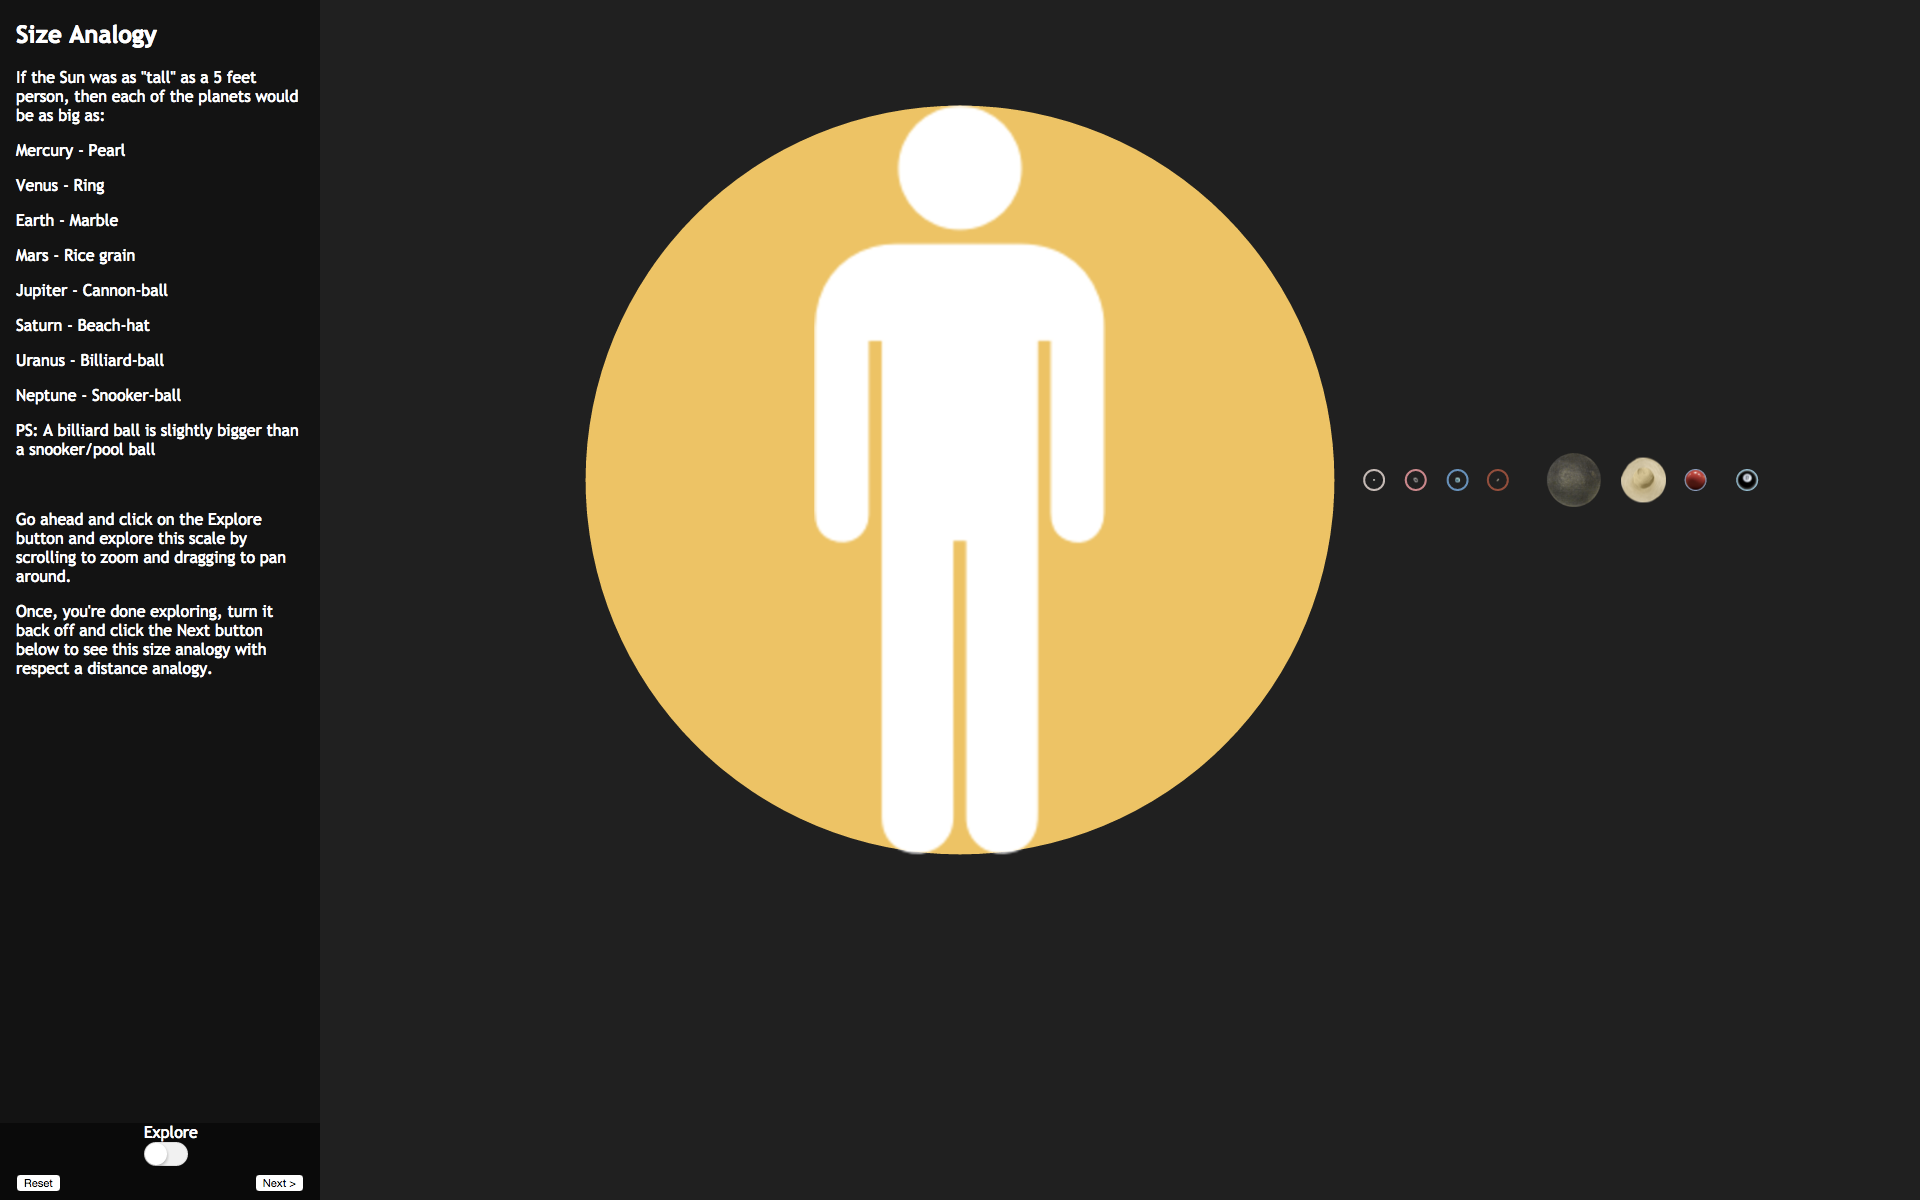 Size Analogy
If the Sun was as "tall" as a 5 feet
person, then each of the planets would
be as big as:
Mercury - Pearl
Venus - Ring
Earth - Marble
Mars - Rice grain
Jupiter - Cannon-ball
Saturn - Beach-hat
Uranus - Billiard-ball
Neptune - Snooker-ball
PS: A billiard ball is slightly bigger than
a snooker/pool ball
Go ahead and click on the Explore
button and explore this scale by
scrolling to zoom and dragging to pan
around.
Once, you're done exploring, turn it
back off and click the Next button
below to see this size analogy with
respect a distance analogy.
Explore
Reset
Next >